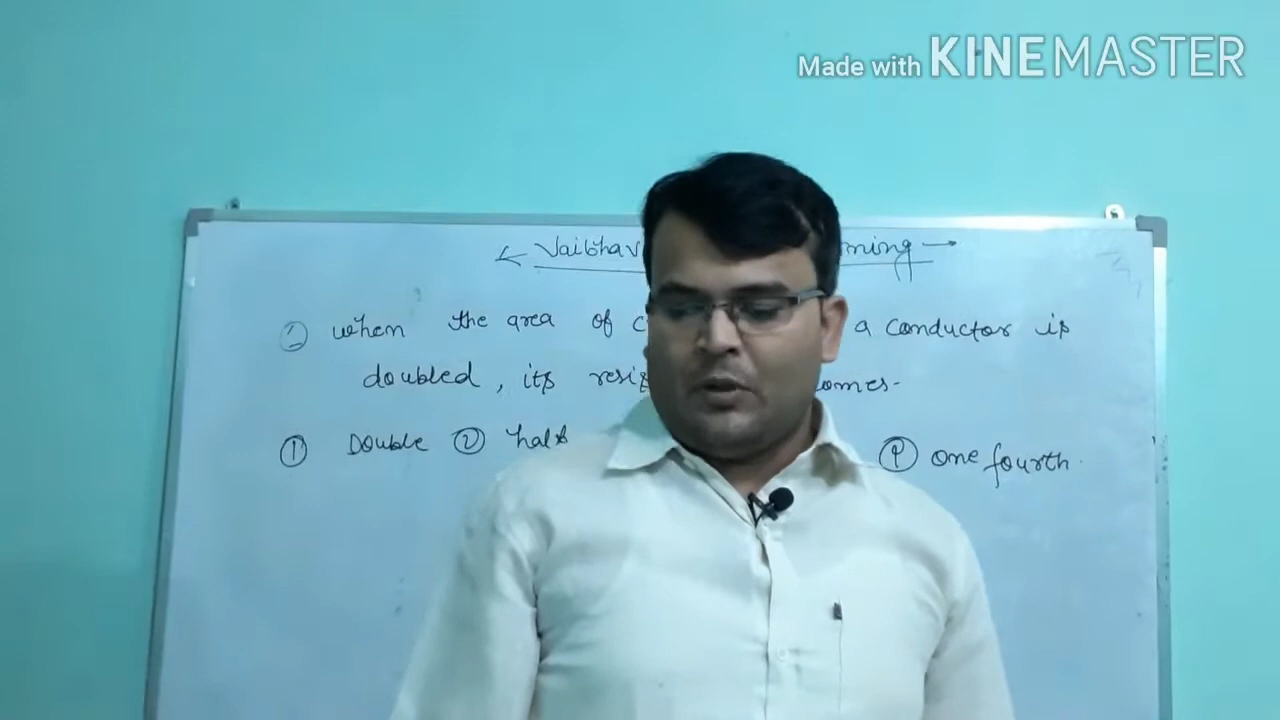 Made with KINEMASTER
← Vaibhav ning →
① when the area of c a conductor is
doubled, its resis comes-
① Double ② half ④ one fourth.